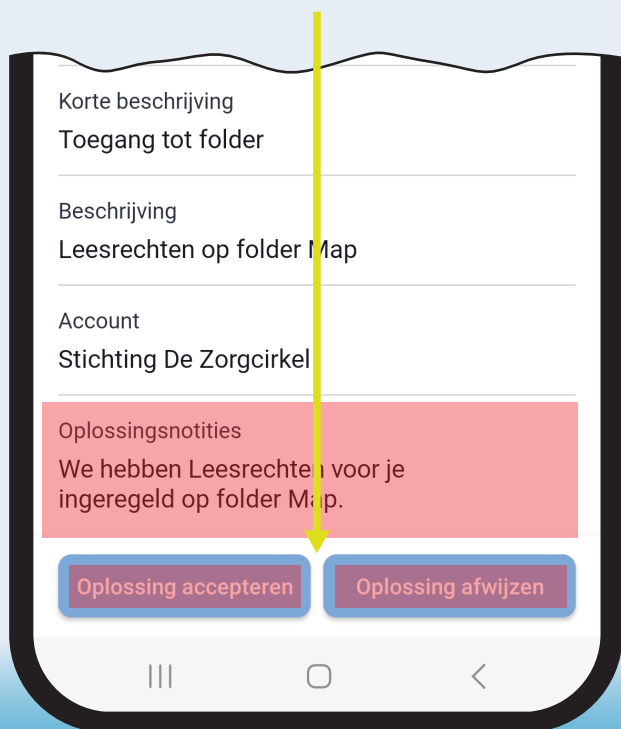 Korte beschrijving
Toegang tot folder
Beschrijving
Leesrechten op folder Map
Account
Stichting De Zorgcirkel
Oplossingsnotities
We hebben Leesrechten voor je
ingeregeld op folder Map.
Oplossing accepteren
Oplossing afwijzen